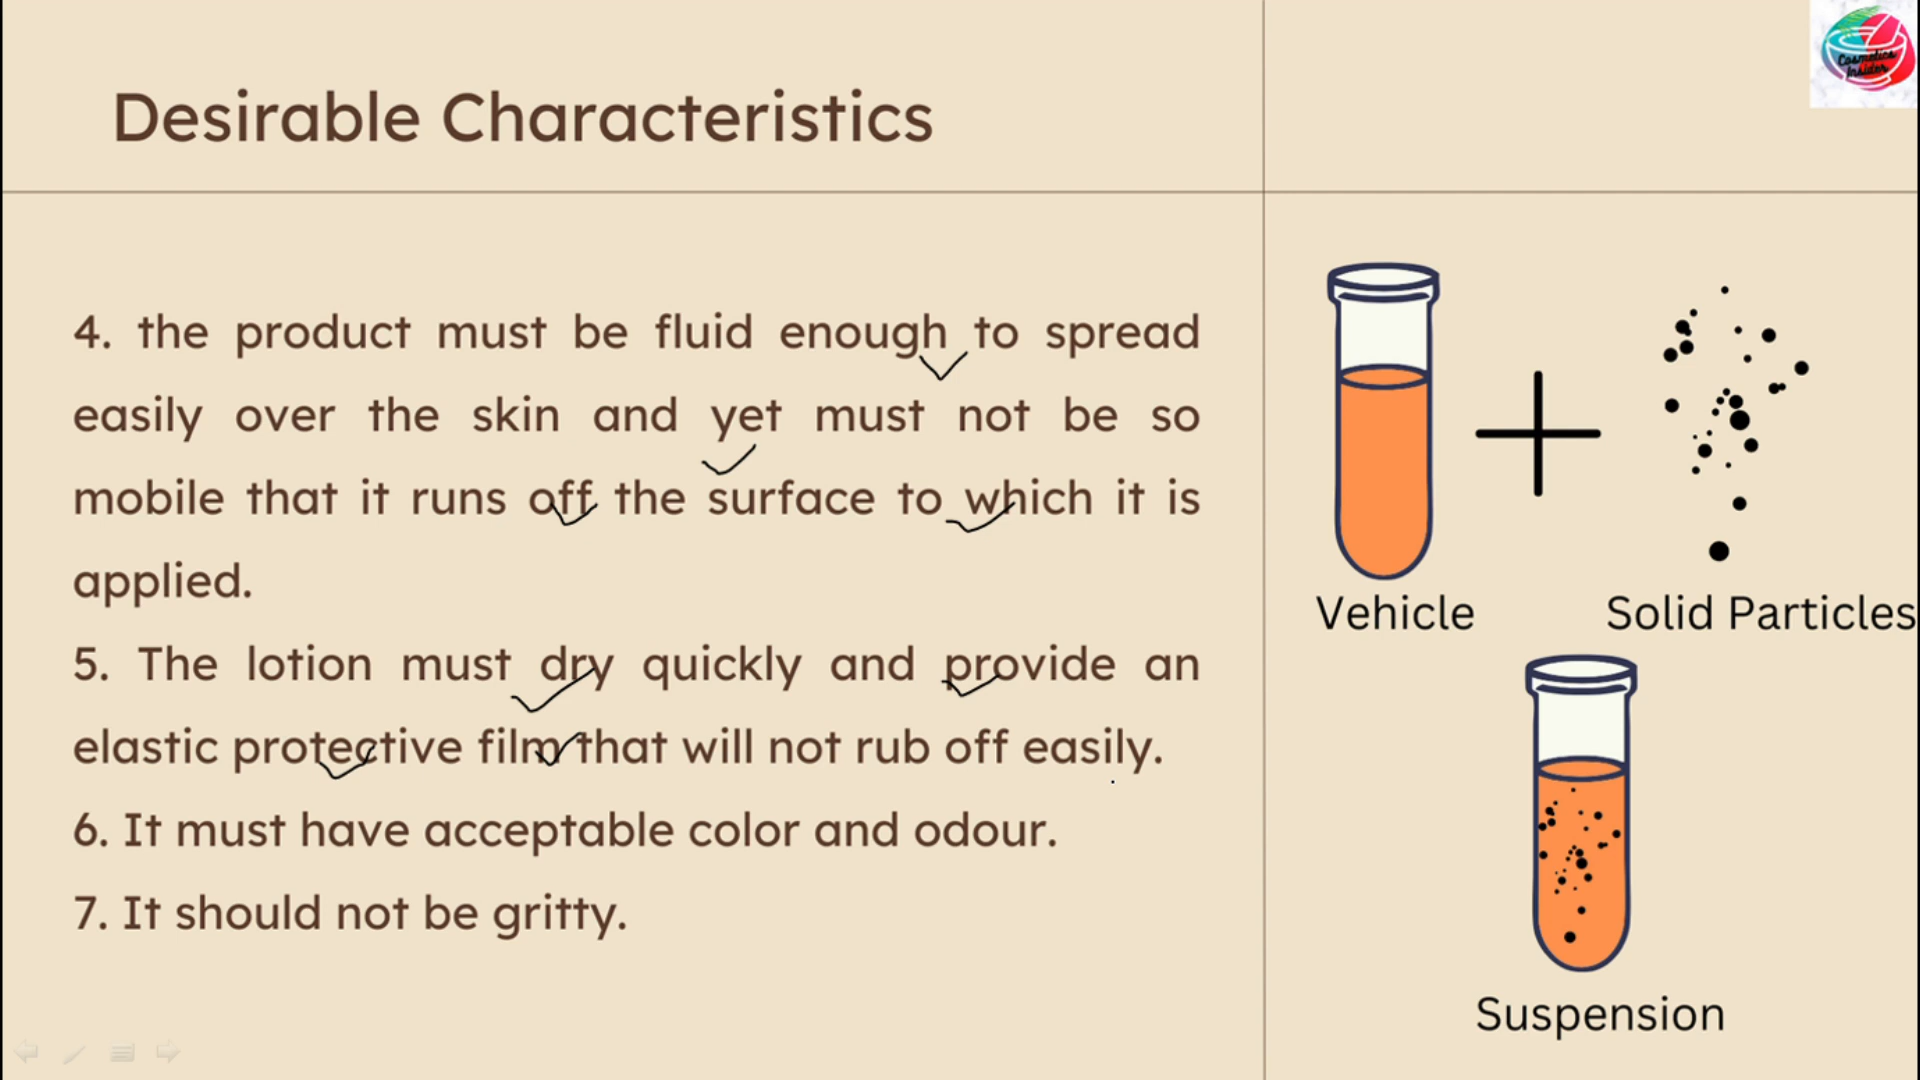 Cosmetics
Insider
Desirable Characteristics
4. the product must be fluid enough to spread
easily over the skin and yet must not be so
mobile that it runs off the surface to which it is
applied.
5. The lotion must dry quickly and provide an
elastic protective film that will not rub off easily.
6. It must have acceptable color and odour.
7. It should not be gritty.
Vehicle
Solid Particles
Suspension